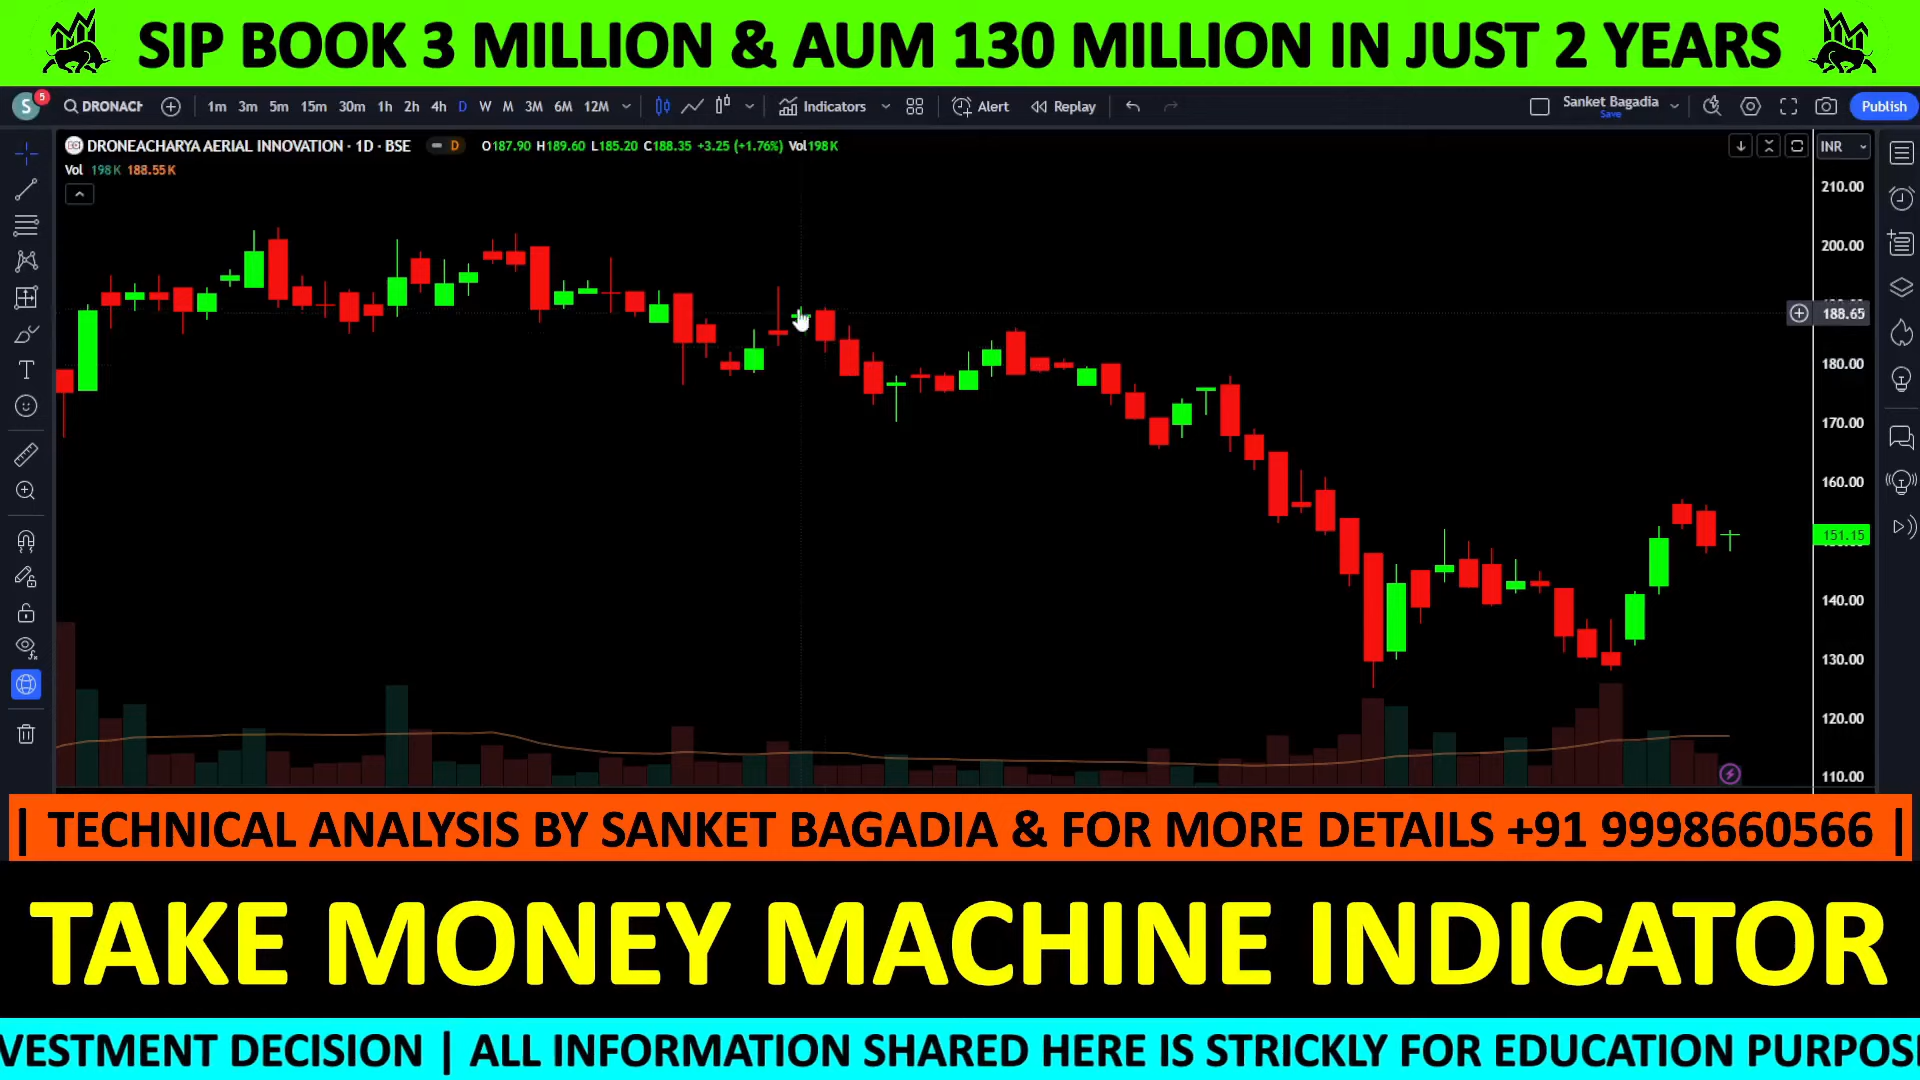 SIP BOOK 3 MILLION & AUM 130 MILLION IN JUST 2 YEARS
S 5 DRONACH 1m 3m 5m 15m 30m 1h 2h 4h D W M 3M 6M 12M Indicators Alert Replay Sanket Bagadia Save Publish
DRONEACHARYA AERIAL INNOVATION · 1D · BSE D O187.90 H189.60 L185.20 C188.35 +3.25 (+1.76%) Vol198K INR
Vol 198K 188.55K
210.00
200.00
188.65
180.00
170.00
160.00
151.15
140.00
130.00
120.00
110.00
| TECHNICAL ANALYSIS BY SANKET BAGADIA & FOR MORE DETAILS +91 9998660566 |
TAKE MONEY MACHINE INDICATOR
VESTMENT DECISION | ALL INFORMATION SHARED HERE IS STRICKLY FOR EDUCATION PURPOS